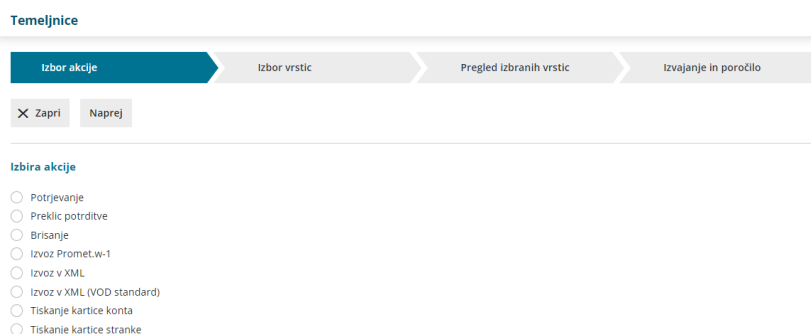 Temeljnice
Izbor akcije
Izbor vrstic
Pregled izbranih vrstic
Izvajanje in poročilo
Zapri
Naprej
Izbira akcije
Potrjevanje
Preklic potrditve
Brisanje
Izvoz Promet.w-1
Izvoz v XML
Izvoz v XML (VOD standard)
Tiskanje kartice konta
Tiskanje kartice stranke